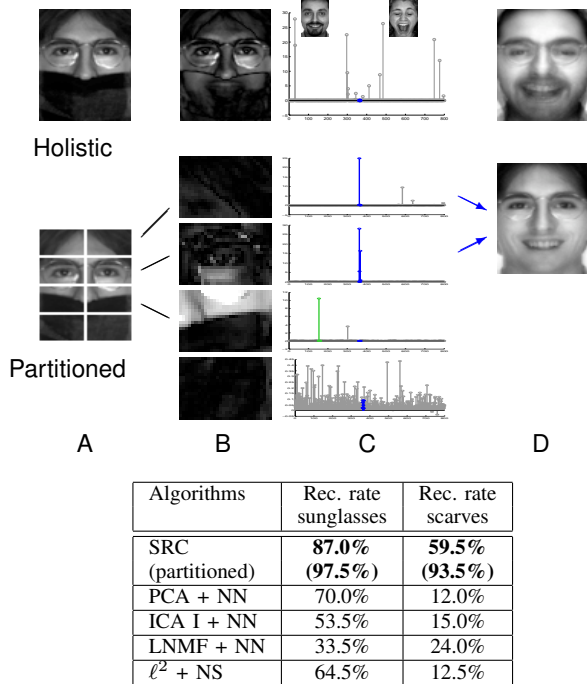 Holistic
Partitioned
A B C D
Algorithms Rec. rate sunglasses Rec. rate scarves
SRC (partitioned) 87.0% (97.5%) 59.5% (93.5%)
PCA + NN 70.0% 12.0%
ICA I + NN 53.5% 15.0%
LNMF + NN 33.5% 24.0%
ℓ² + NS 64.5% 12.5%